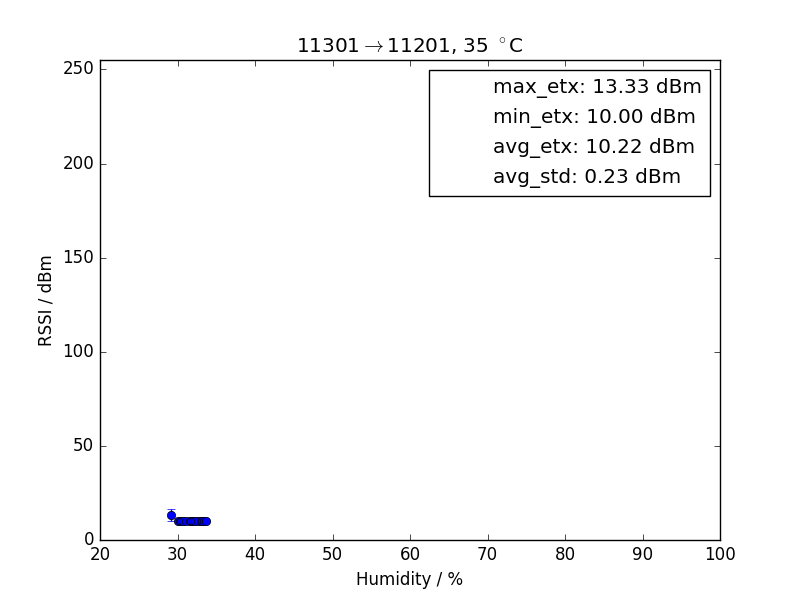 11301→11201, 35 °C
max_etx: 13.33 dBm
min_etx: 10.00 dBm
avg_etx: 10.22 dBm
avg_std: 0.23 dBm
RSSI / dBm
250
200
150
100
50
0
20 30 40 50 60 70 80 90 100
Humidity / %